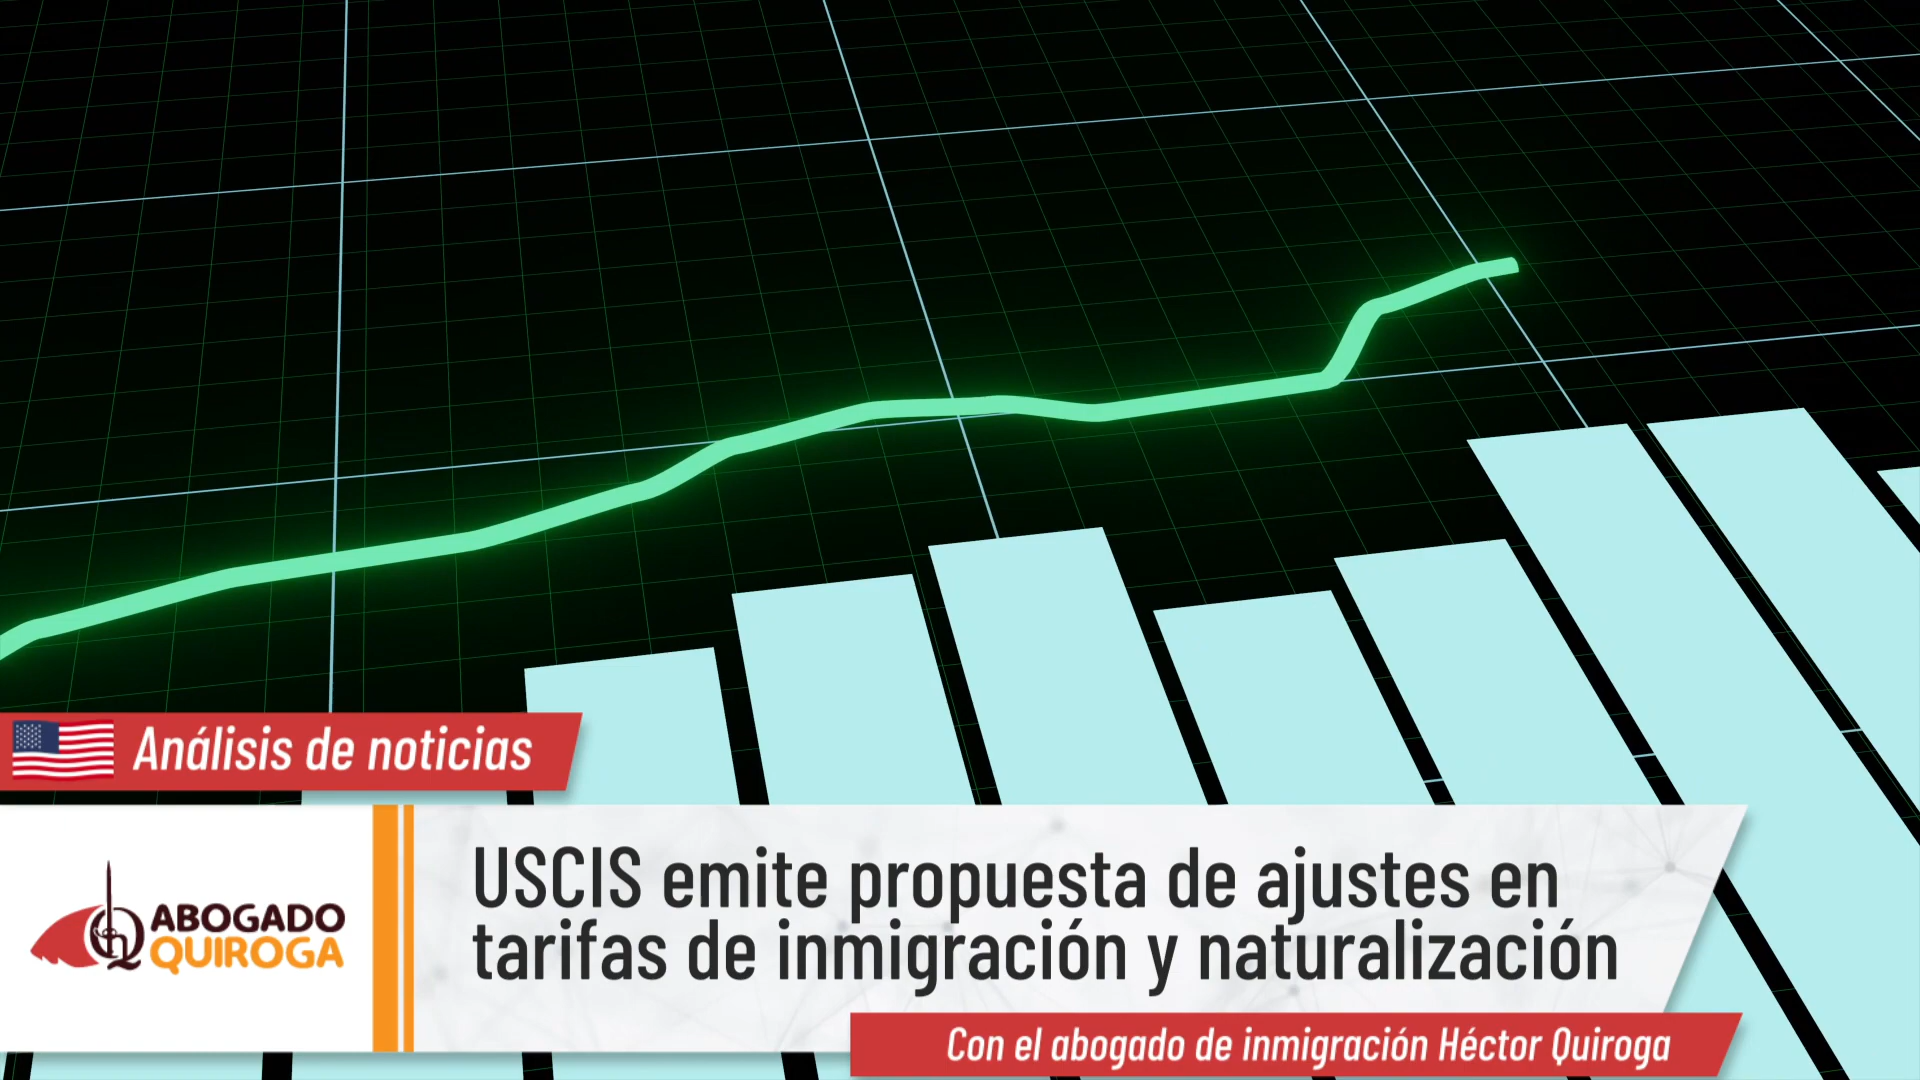 Análisis de noticias
ABOGADO
QUIROGA
USCIS emite propuesta de ajustes en
tarifas de inmigración y naturalización
Con el abogado de inmigración Héctor Quiroga